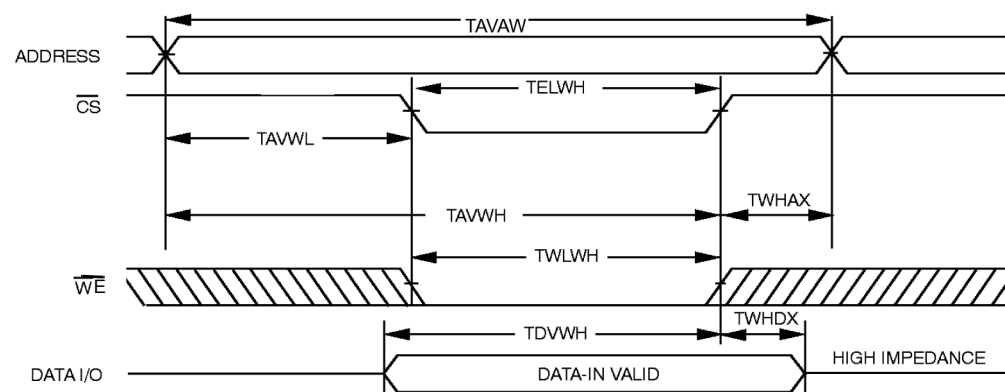 TAVAW
ADDRESS
TELWH
CS
TAVWL
TAVWH
TWHAX
TWLWH
WE
TDVWH
TWHDX
DATA I/O
DATA-IN VALID
HIGH IMPEDANCE